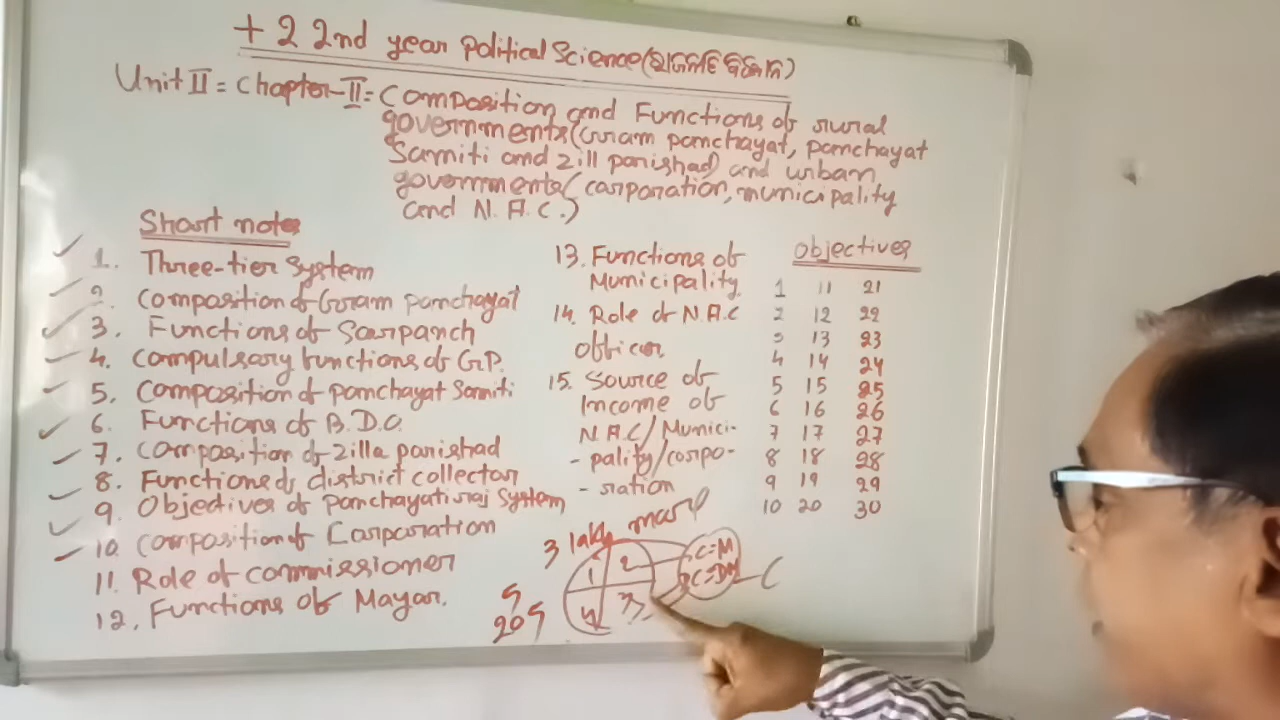 +2 2nd year Political Science (ରାଜନୀତି ବିଜ୍ଞାନ)
Unit II = Chapter-II = Composition and Functions of rural
governments (Gram panchayat, panchayat
Samiti and zill parishad) and urban
governments (corporation, municipality
and N.A.C.)
Short notes
1. Three-tier System
2. Composition of Gram panchayat
3. Functions of Sarpanch
4. Compulsory functions of G.P.
5. Composition of Panchayat Samiti
6. Functions of B.D.O.
7. Composition of Zilla parishad
8. Functions of district collector
9. Objectives of Panchayatiraj System
10. Composition of Corporation
11. Role of commissioner
12. Functions of Mayar.
13. Functions of
Municipality
14. Role of N.A.C
officer
15. Source of
Income of
N.A.C/Munici-
-pality/corpo-
-ration
Objectives
1 11 21
2 12 22
3 13 23
4 14 24
5 15 25
6 16 26
7 17 27
8 18 28
9 19 29
10 20 30
3 lakh more
1 2
4 3
C=M
C=DM
C
5
205